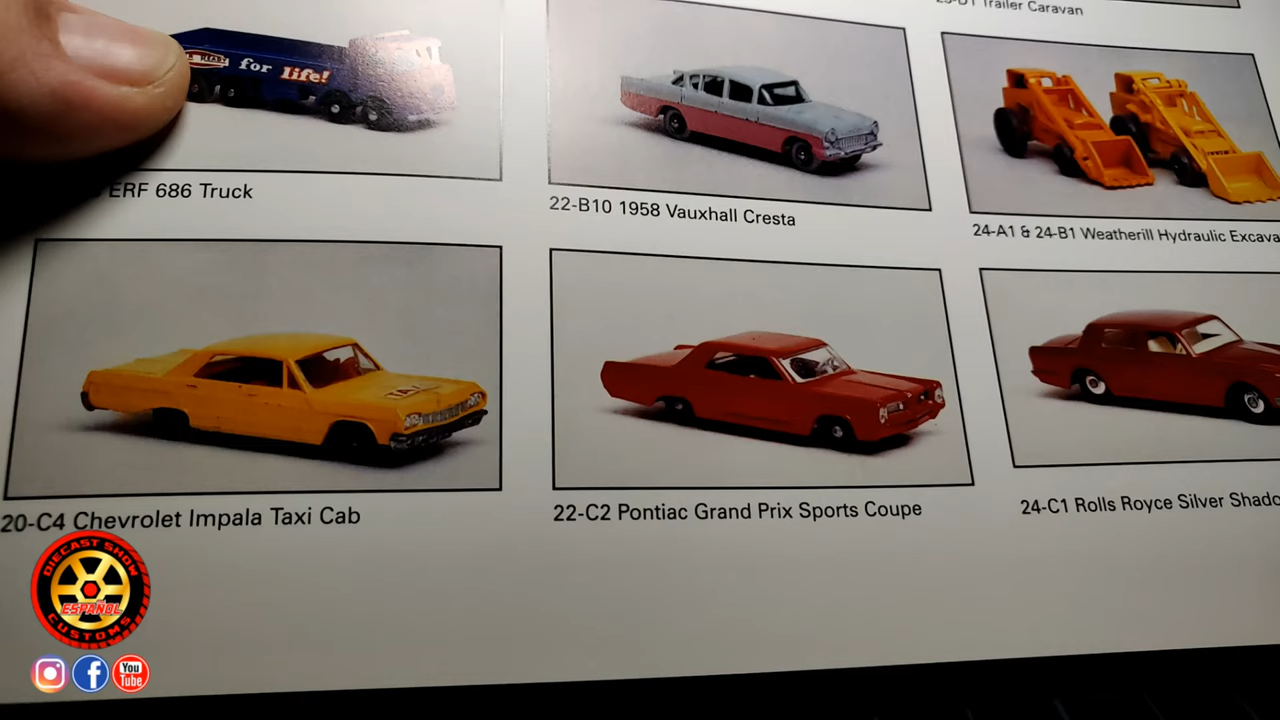 Trailer Caravan
for life!
ERF 686 Truck
22-B10 1958 Vauxhall Cresta
24-A1 & 24-B1 Weatherill Hydraulic Excava
TAXI
20-C4 Chevrolet Impala Taxi Cab
22-C2 Pontiac Grand Prix Sports Coupe
24-C1 Rolls Royce Silver Shado
DIECAST SHOW
ESPAÑOL
CUSTOMS
You
Tube